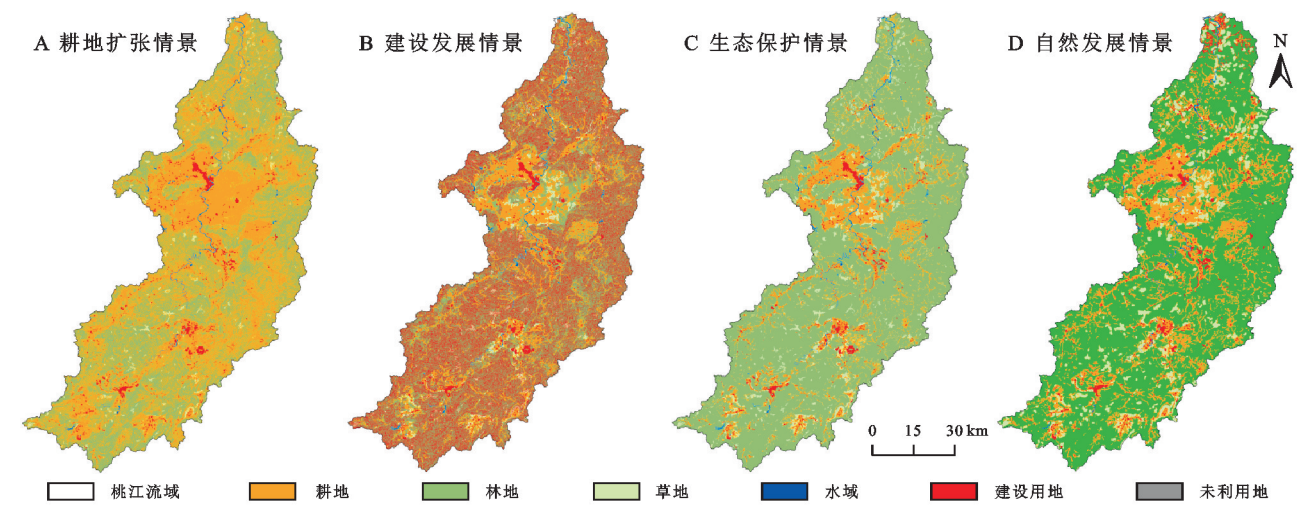 A 耕地扩张情景
B 建设发展情景
C 生态保护情景
D 自然发展情景
N
0 15 30 km
桃江流域 耕地 林地 草地 水域 建设用地 未利用地